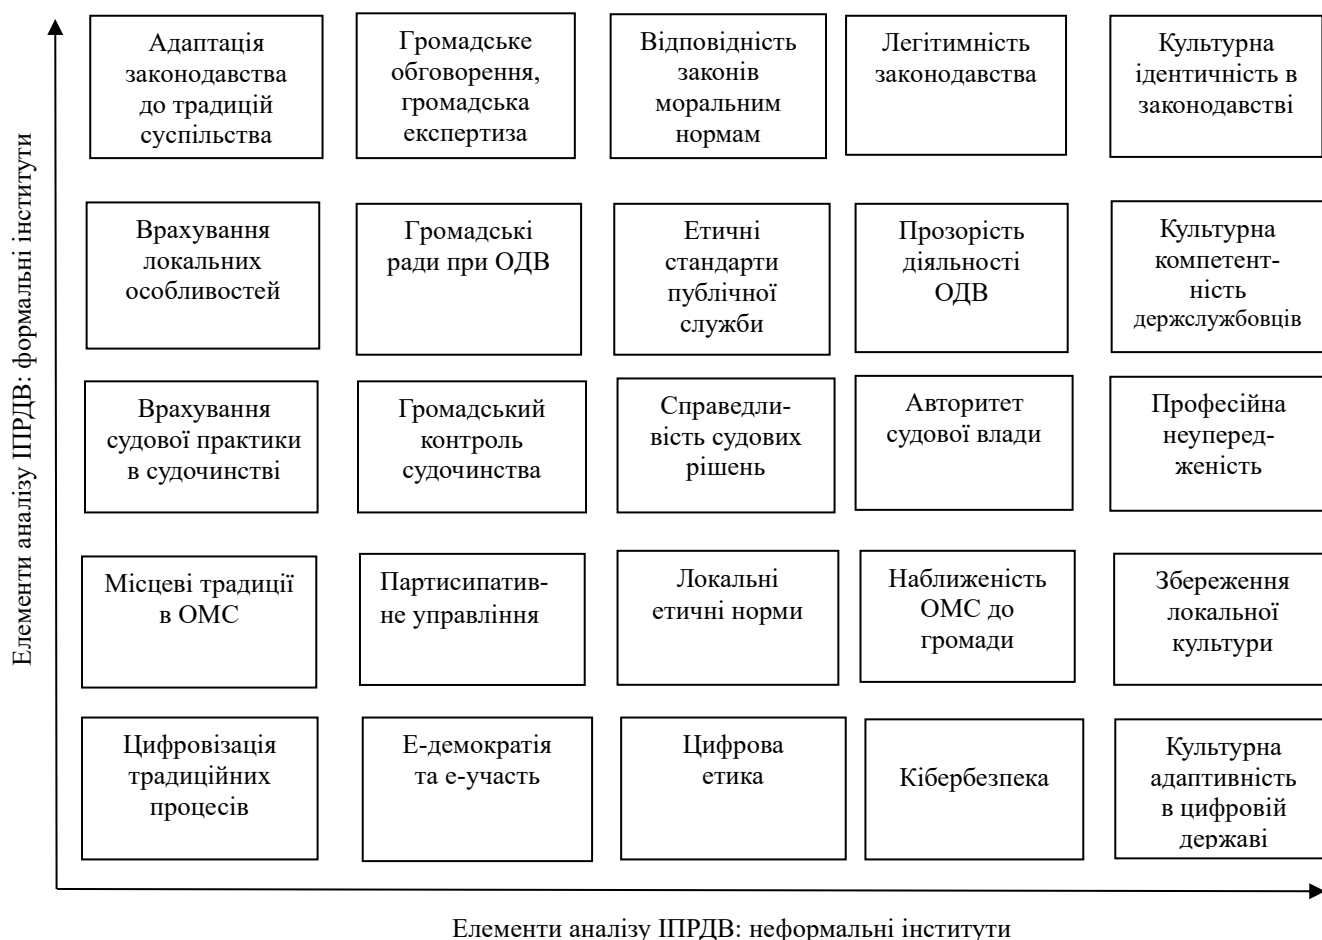 Елементи аналізу ІПРДВ: формальні інститути
Адаптація
законодавства
до традицій
суспільства
Громадське
обговорення,
громадська
експертиза
Відповідність
законів
моральним
нормам
Легітимність
законодавства
Культурна
ідентичність в
законодавстві
Врахування
локальних
особливостей
Громадські
ради при ОДВ
Етичні
стандарти
публічної
служби
Прозорість
діяльності
ОДВ
Культурна
компетент-
ність
держслужбовців
Врахування
судової практики
в судочинстві
Громадський
контроль
судочинства
Справедли-
вість судових
рішень
Авторитет
судової влади
Професійна
неуперед-
женість
Місцеві традиції
в ОМС
Партисипатив-
не управління
Локальні
етичні норми
Наближеність
ОМС до
громади
Збереження
локальної
культури
Цифровізація
традиційних
процесів
Е-демократія
та е-участь
Цифрова
етика
Кібербезпека
Культурна
адаптивність
в цифровій
державі
Елементи аналізу ІПРДВ: неформальні інститути